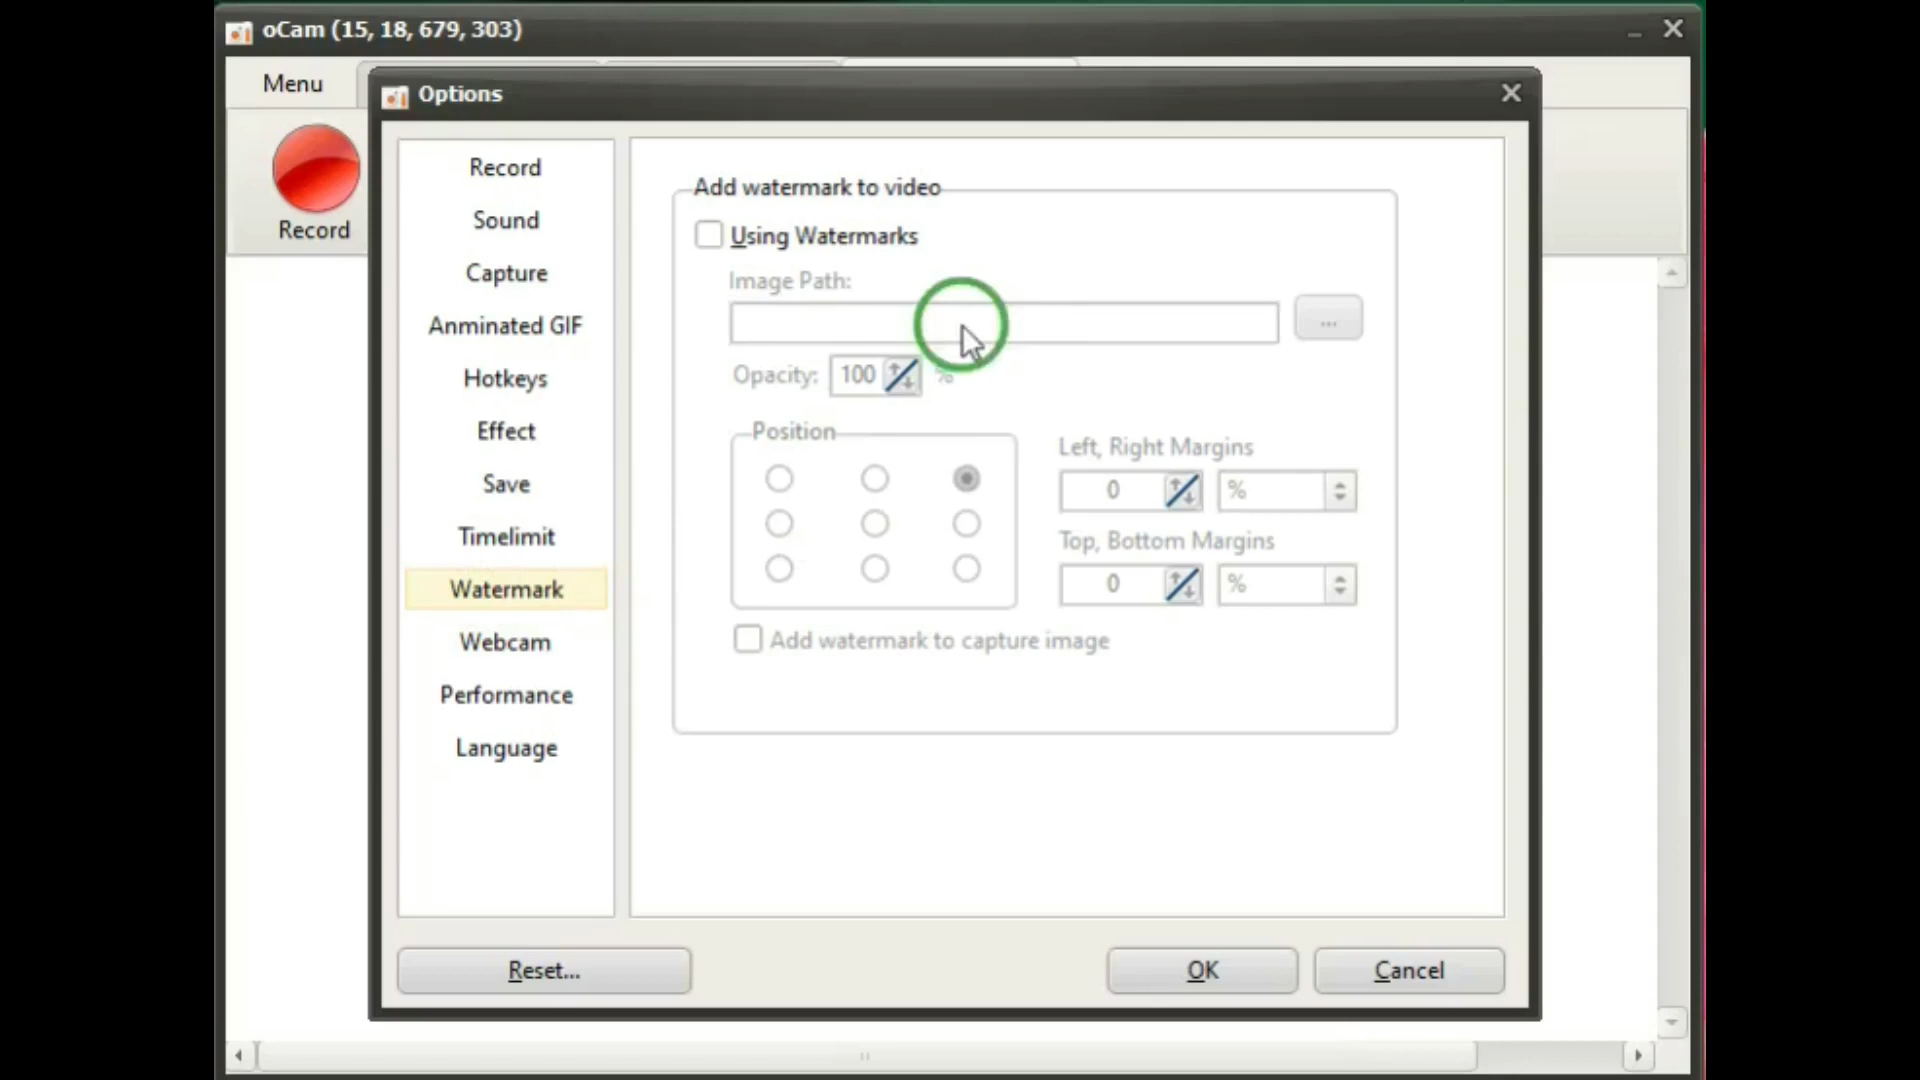 oCam (15, 18, 679, 303)
Menu
Options
Record
Record
Sound
Capture
Anminated GIF
Hotkeys
Effect
Save
Timelimit
Watermark
Webcam
Performance
Language
Add watermark to video
Using Watermarks
Image Path:
...
Opacity: 100 %
Position
Left, Right Margins
0 %
Top, Bottom Margins
0 %
Add watermark to capture image
Reset...
OK
Cancel